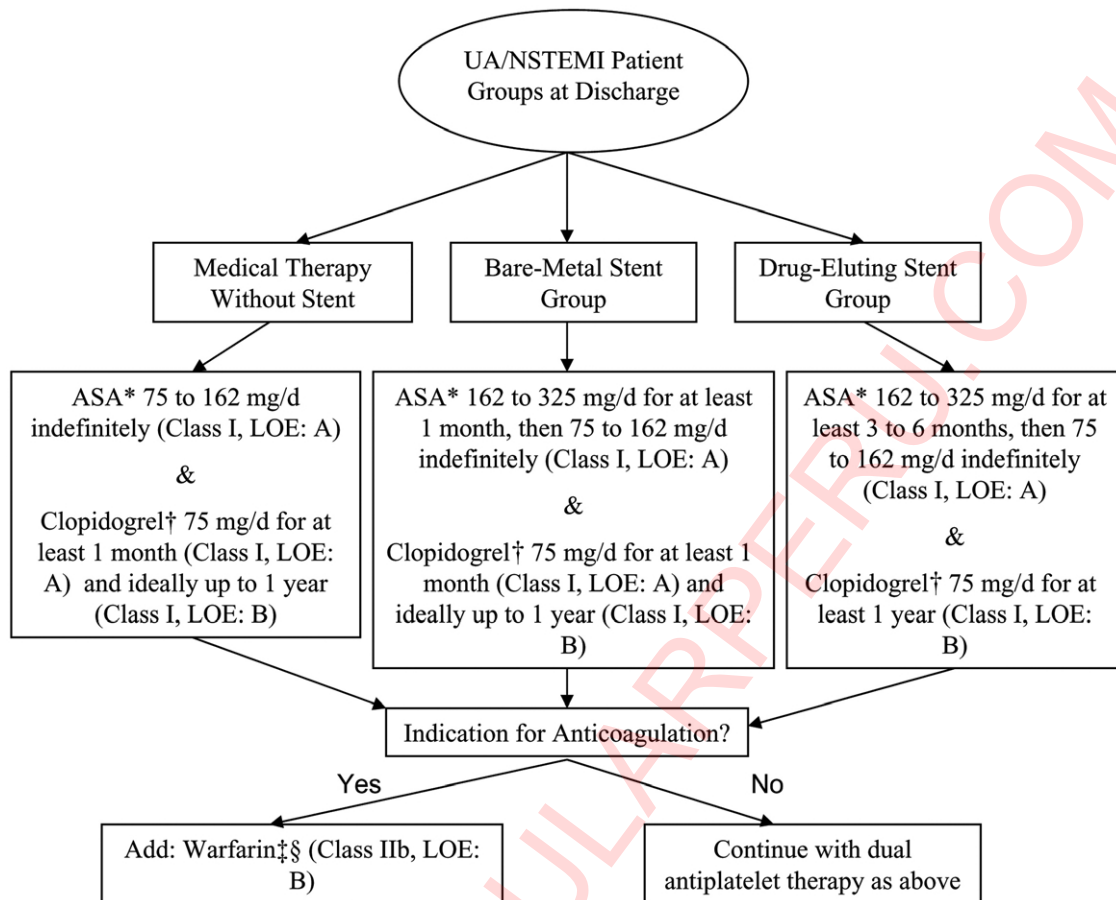 UA/NSTEMI Patient
Groups at Discharge
Medical Therapy
Without Stent
Bare-Metal Stent
Group
Drug-Eluting Stent
Group
ASA* 75 to 162 mg/d
indefinitely (Class I, LOE: A)
&
Clopidogrel† 75 mg/d for at
least 1 month (Class I, LOE:
A) and ideally up to 1 year
(Class I, LOE: B)
ASA* 162 to 325 mg/d for at least
1 month, then 75 to 162 mg/d
indefinitely (Class I, LOE: A)
&
Clopidogrel† 75 mg/d for at least 1
month (Class I, LOE: A) and
ideally up to 1 year (Class I, LOE:
B)
ASA* 162 to 325 mg/d for at
least 3 to 6 months, then 75
to 162 mg/d indefinitely
(Class I, LOE: A)
&
Clopidogrel† 75 mg/d for at
least 1 year (Class I, LOE:
B)
Indication for Anticoagulation?
Yes
No
Add: Warfarin‡§ (Class IIb, LOE:
B)
Continue with dual
antiplatelet therapy as above
ULARPERU.COM